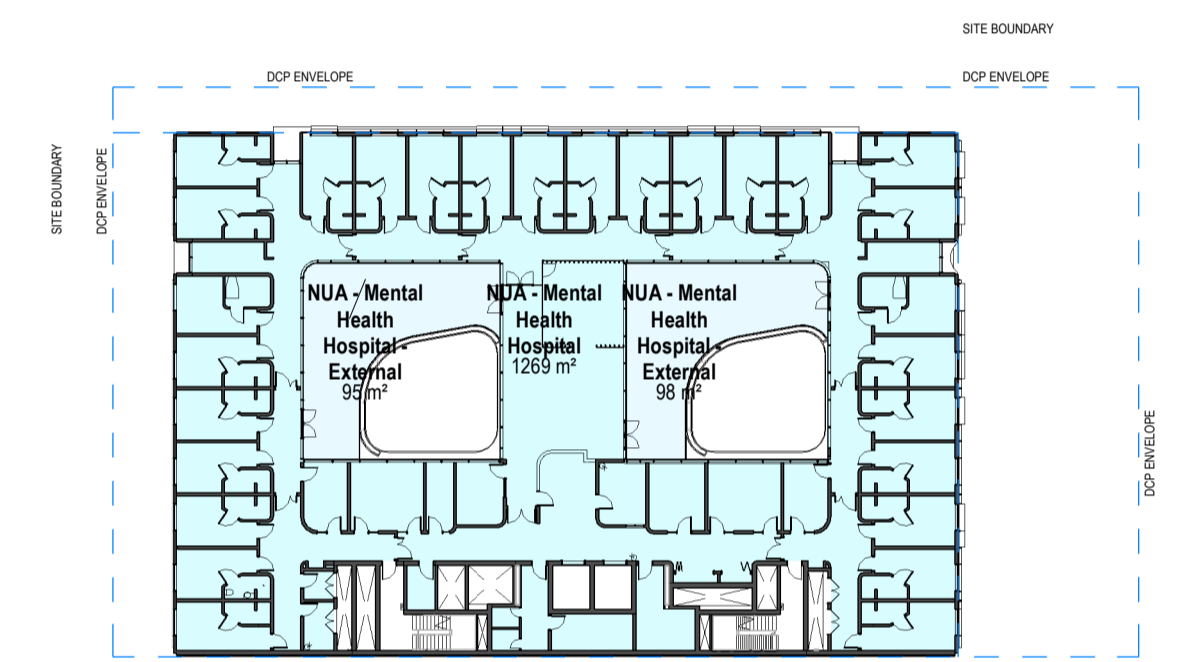 SITE BOUNDARY
DCP ENVELOPE
DCP ENVELOPE
SITE BOUNDARY
DCP ENVELOPE
NUA - Mental
Health
Hospital -
External
95 m²
NUA - Mental
Health
Hospital
1269 m²
NUA - Mental
Health
Hospital -
External
98 m²
DCP ENVELOPE